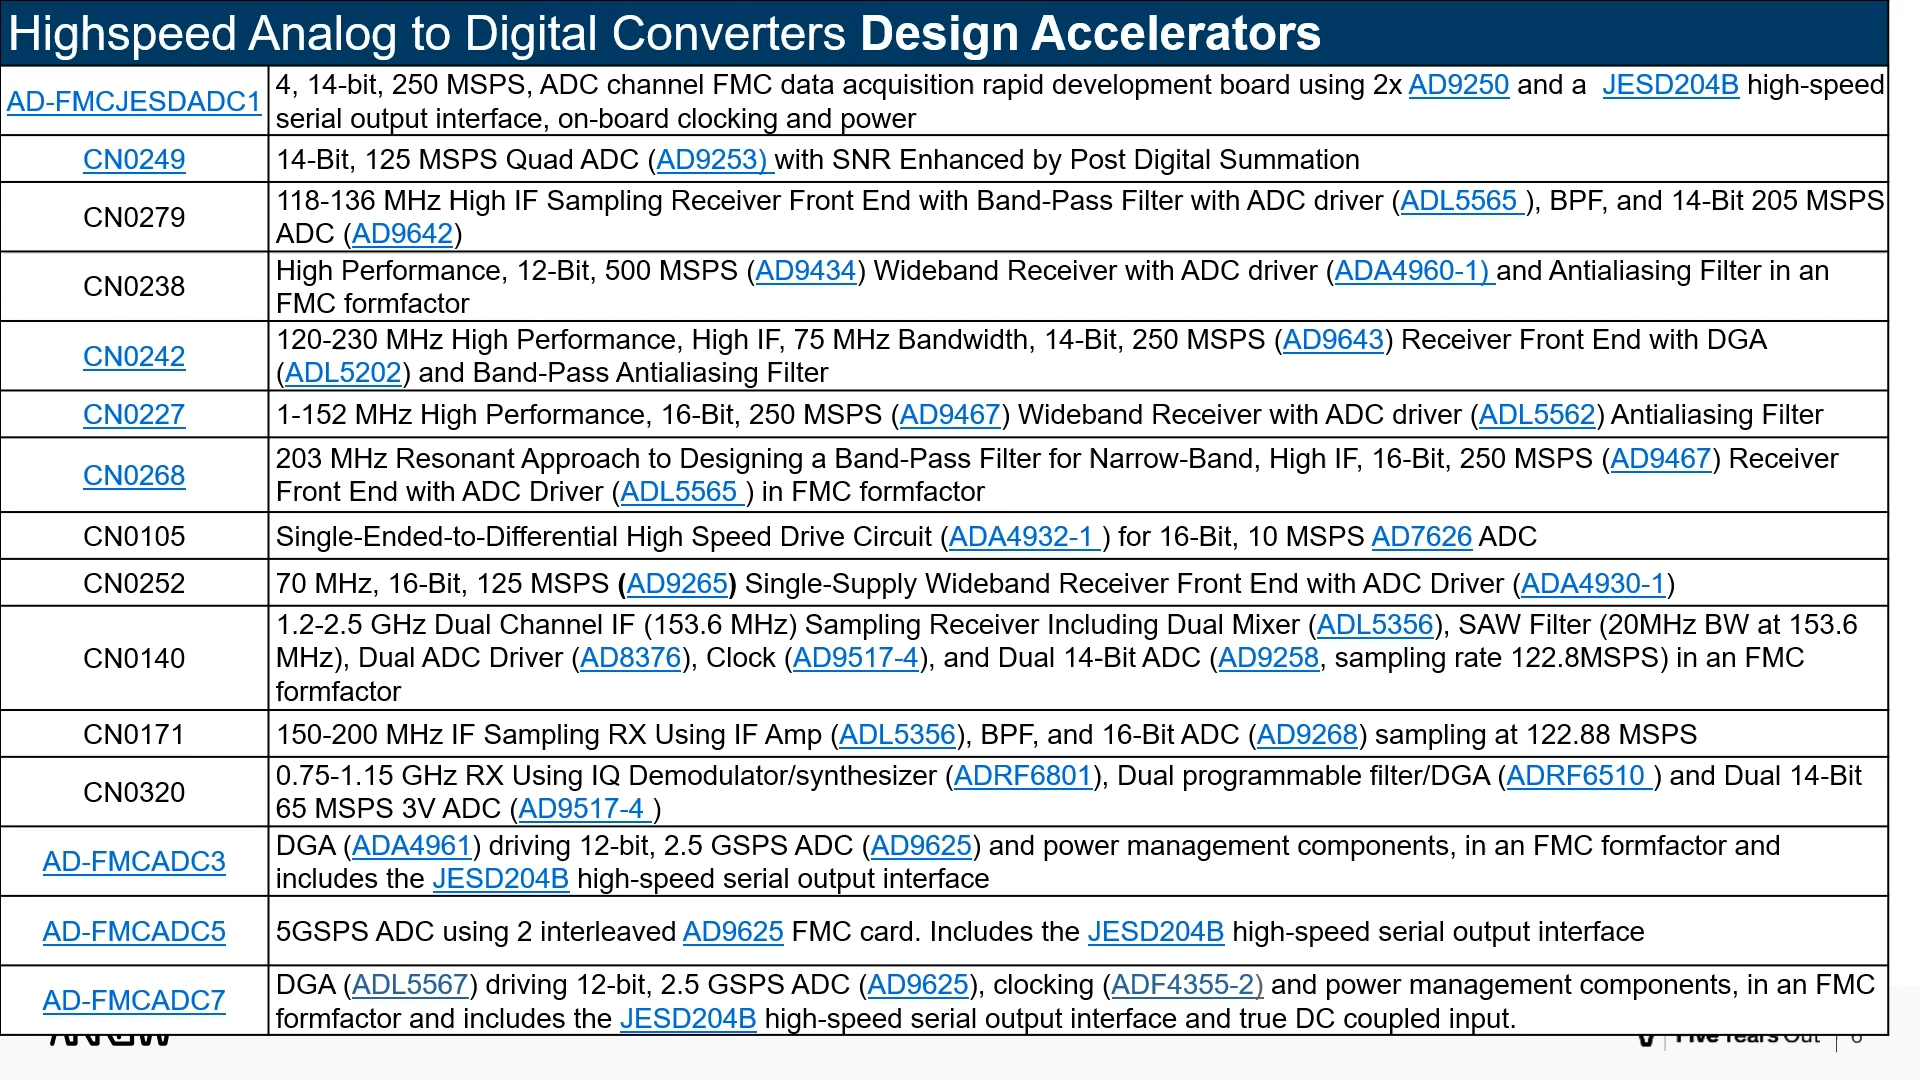 Highspeed Analog to Digital Converters Design Accelerators
AD-FMCJESDADC1
4, 14-bit, 250 MSPS, ADC channel FMC data acquisition rapid development board using 2x AD9250 and a JESD204B high-speed
serial output interface, on-board clocking and power
CN0249
14-Bit, 125 MSPS Quad ADC (AD9253) with SNR Enhanced by Post Digital Summation
CN0279
118-136 MHz High IF Sampling Receiver Front End with Band-Pass Filter with ADC driver (ADL5565 ), BPF, and 14-Bit 205 MSPS
ADC (AD9642)
CN0238
High Performance, 12-Bit, 500 MSPS (AD9434) Wideband Receiver with ADC driver (ADA4960-1) and Antialiasing Filter in an
FMC formfactor
CN0242
120-230 MHz High Performance, High IF, 75 MHz Bandwidth, 14-Bit, 250 MSPS (AD9643) Receiver Front End with DGA
(ADL5202) and Band-Pass Antialiasing Filter
CN0227
1-152 MHz High Performance, 16-Bit, 250 MSPS (AD9467) Wideband Receiver with ADC driver (ADL5562) Antialiasing Filter
CN0268
203 MHz Resonant Approach to Designing a Band-Pass Filter for Narrow-Band, High IF, 16-Bit, 250 MSPS (AD9467) Receiver
Front End with ADC Driver (ADL5565 ) in FMC formfactor
CN0105
Single-Ended-to-Differential High Speed Drive Circuit (ADA4932-1 ) for 16-Bit, 10 MSPS AD7626 ADC
CN0252
70 MHz, 16-Bit, 125 MSPS (AD9265) Single-Supply Wideband Receiver Front End with ADC Driver (ADA4930-1)
CN0140
1.2-2.5 GHz Dual Channel IF (153.6 MHz) Sampling Receiver Including Dual Mixer (ADL5356), SAW Filter (20MHz BW at 153.6
MHz), Dual ADC Driver (AD8376), Clock (AD9517-4), and Dual 14-Bit ADC (AD9258, sampling rate 122.8MSPS) in an FMC
formfactor
CN0171
150-200 MHz IF Sampling RX Using IF Amp (ADL5356), BPF, and 16-Bit ADC (AD9268) sampling at 122.88 MSPS
CN0320
0.75-1.15 GHz RX Using IQ Demodulator/synthesizer (ADRF6801), Dual programmable filter/DGA (ADRF6510 ) and Dual 14-Bit
65 MSPS 3V ADC (AD9517-4 )
AD-FMCADC3
DGA (ADA4961) driving 12-bit, 2.5 GSPS ADC (AD9625) and power management components, in an FMC formfactor and
includes the JESD204B high-speed serial output interface
AD-FMCADC5
5GSPS ADC using 2 interleaved AD9625 FMC card. Includes the JESD204B high-speed serial output interface
AD-FMCADC7
DGA (ADL5567) driving 12-bit, 2.5 GSPS ADC (AD9625), clocking (ADF4355-2) and power management components, in an FMC
formfactor and includes the JESD204B high-speed serial output interface and true DC coupled input.
ARROW
Five Years Out
6